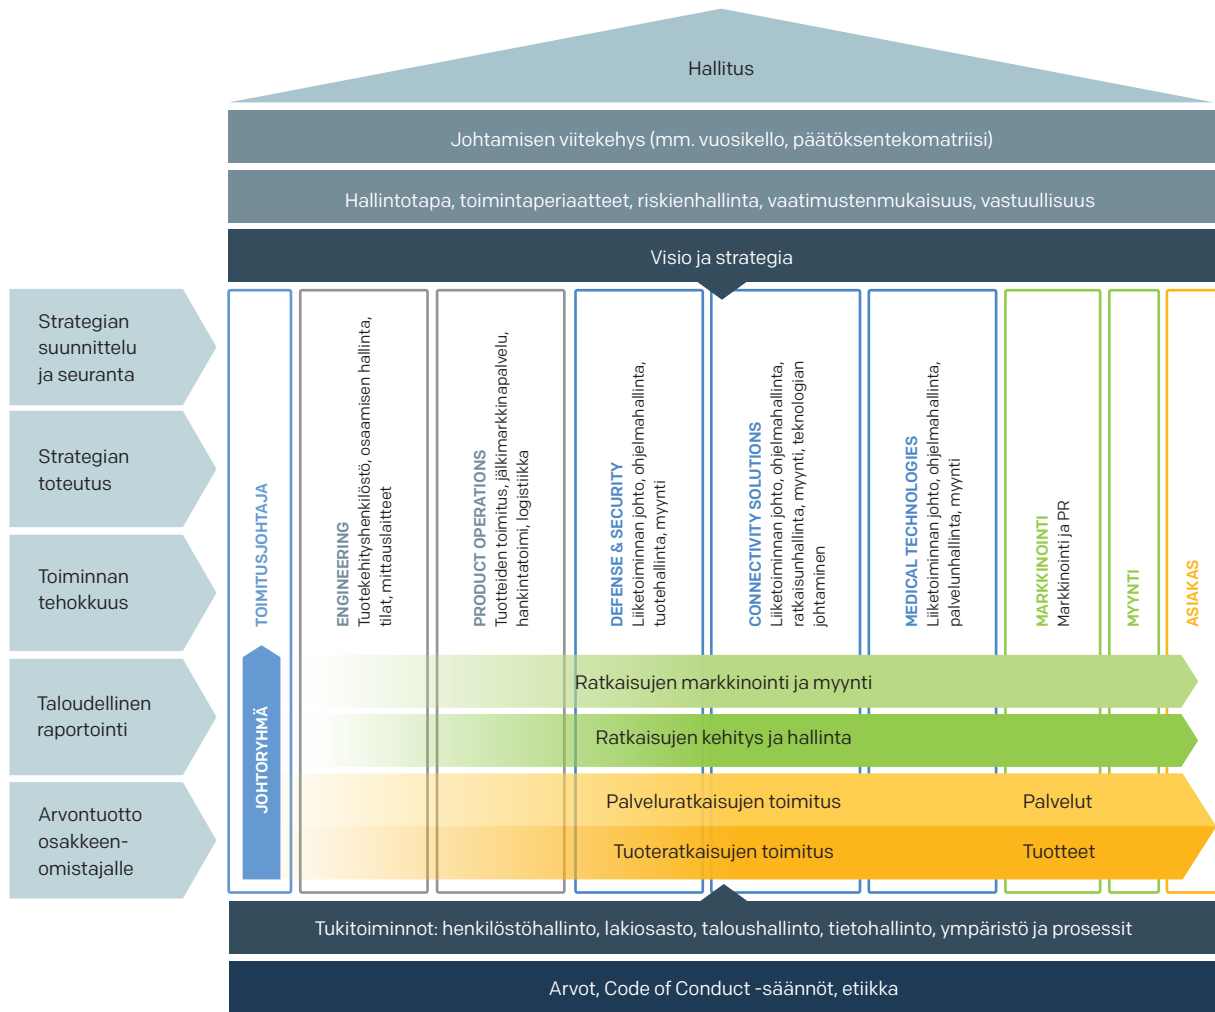 Hallitus
Johtamisen viitekehys (mm. vuosikello, päätöksentekomatriisi)
Hallintotapa, toimintaperiaatteet, riskienhallinta, vaatimustenmukaisuus, vastuullisuus
Visio ja strategia
Strategian
suunnittelu
ja seuranta
Strategian
toteutus
Toiminnan
tehokkuus
Taloudellinen
raportointi
Arvontuotto
osakkeen-
omistajalle
TOIMITUSJOHTAJA
JOHTORYHMÄ
ENGINEERING
Tuotekehityshenkilöstö, osaamisen hallinta,
tilat, mittauslaitteet
PRODUCT OPERATIONS
Tuotteiden toimitus, jälkimarkkinapalvelu,
hankintatoimi, logistiikka
DEFENSE & SECURITY
Liiketoiminnan johto, ohjelmahallinta,
tuotehallinta, myynti
CONNECTIVITY SOLUTIONS
Liiketoiminnan johto, ohjelmahallinta,
ratkaisunhallinta, myynti, teknologian
johtaminen
MEDICAL TECHNOLOGIES
Liiketoiminnan johto, ohjelmahallinta,
palvelunhallinta, myynti
MARKKINOINTI
Markkinointi ja PR
MYYNTI
ASIAKAS
Ratkaisujen markkinointi ja myynti
Ratkaisujen kehitys ja hallinta
Palveluratkaisujen toimitus
Palvelut
Tuoteratkaisujen toimitus
Tuotteet
Tukitoiminnot: henkilöstöhallinto, lakiosasto, taloushallinto, tietohallinto, ympäristö ja prosessit
Arvot, Code of Conduct -säännöt, etiikka